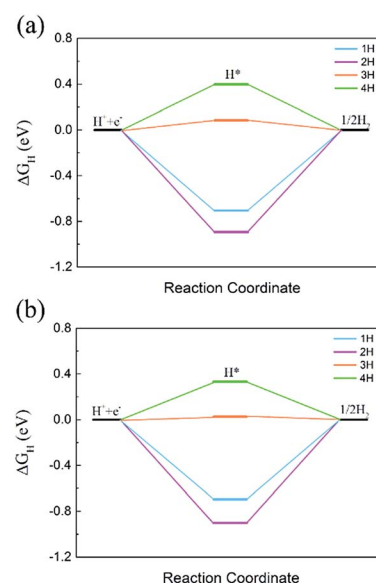 (a)
0.8
0.4
0.0
-0.4
-0.8
-1.2
ΔG_H (eV)
H⁺+e⁻
H*
1/2H₂
1H
2H
3H
4H
Reaction Coordinate
(b)
0.8
0.4
0.0
-0.4
-0.8
-1.2
ΔG_H (eV)
H⁺+e⁻
H*
1/2H₂
1H
2H
3H
4H
Reaction Coordinate